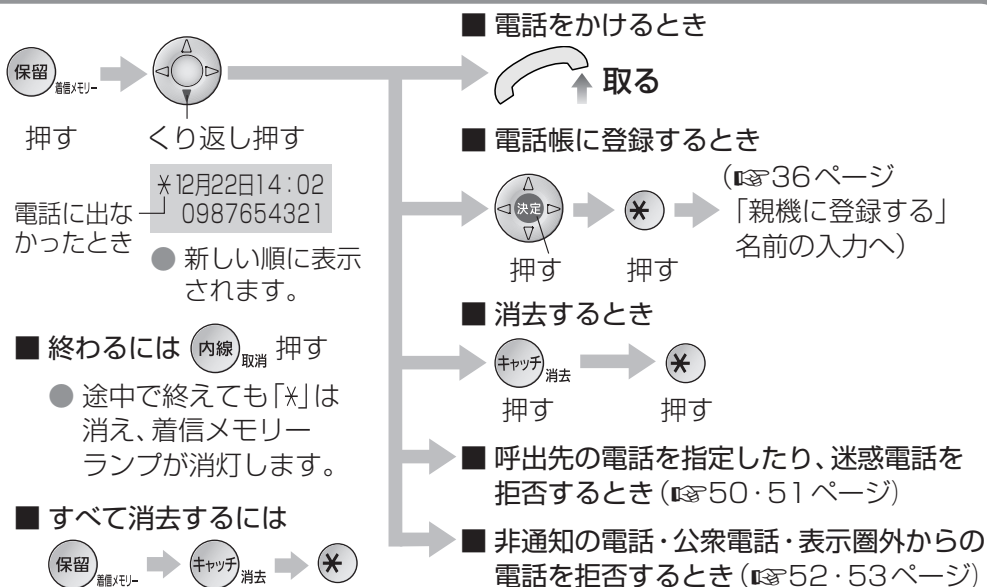 保留 着信メモリー
押す
くり返し押す
✻12月22日14:02
0987654321
電話に出な
かったとき
● 新しい順に表示
されます。
■ 終わるには 内線 取消 押す
● 途中で終えても「✻」は
消え、着信メモリー
ランプが消灯します。
■ すべて消去するには
保留 着信メモリー キャッチ 消去 ✻
■ 電話をかけるとき
取る
■ 電話帳に登録するとき
決定 ✻
押す 押す
(☞36ページ
「親機に登録する」
名前の入力へ)
■ 消去するとき
キャッチ 消去 ✻
押す 押す
■ 呼出先の電話を指定したり、迷惑電話を
拒否するとき(☞50・51ページ)
■ 非通知の電話・公衆電話・表示圏外からの
電話を拒否するとき(☞52・53ページ)